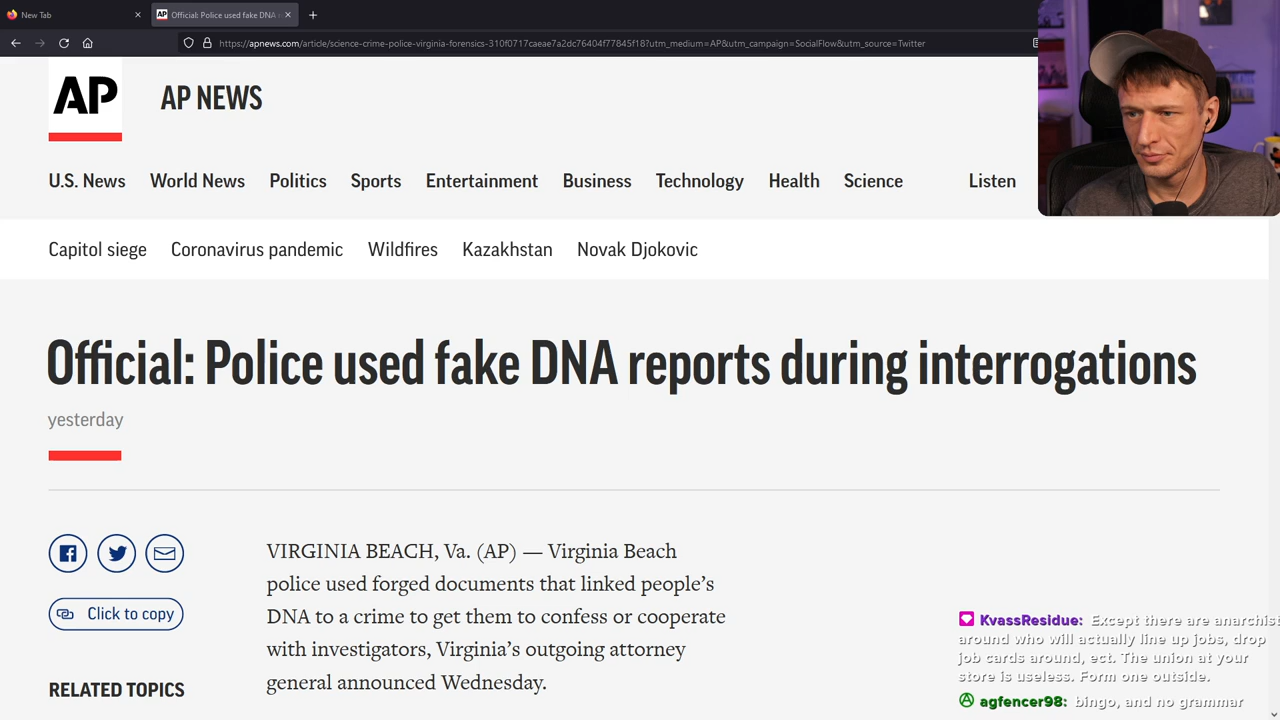 New Tab
Official: Police used fake DNA
https://apnews.com/article/science-crime-police-virginia-forensics-310f0717caeae7a2dc76404f77845f18?utm_medium=AP&utm_campaign=SocialFlow&utm_source=Twitter
AP
AP NEWS
U.S. News World News Politics Sports Entertainment Business Technology Health Science Listen
Capitol siege Coronavirus pandemic Wildfires Kazakhstan Novak Djokovic
Official: Police used fake DNA reports during interrogations
yesterday
VIRGINIA BEACH, Va. (AP) — Virginia Beach
police used forged documents that linked people’s
DNA to a crime to get them to confess or cooperate
with investigators, Virginia’s outgoing attorney
general announced Wednesday.
Click to copy
RELATED TOPICS
KvassResidue: Except there are anarchist
around who will actually line up jobs, drop
job cards around, ect. The union at your
store is useless. Form one outside.
agfencer98: bingo, and no grammar